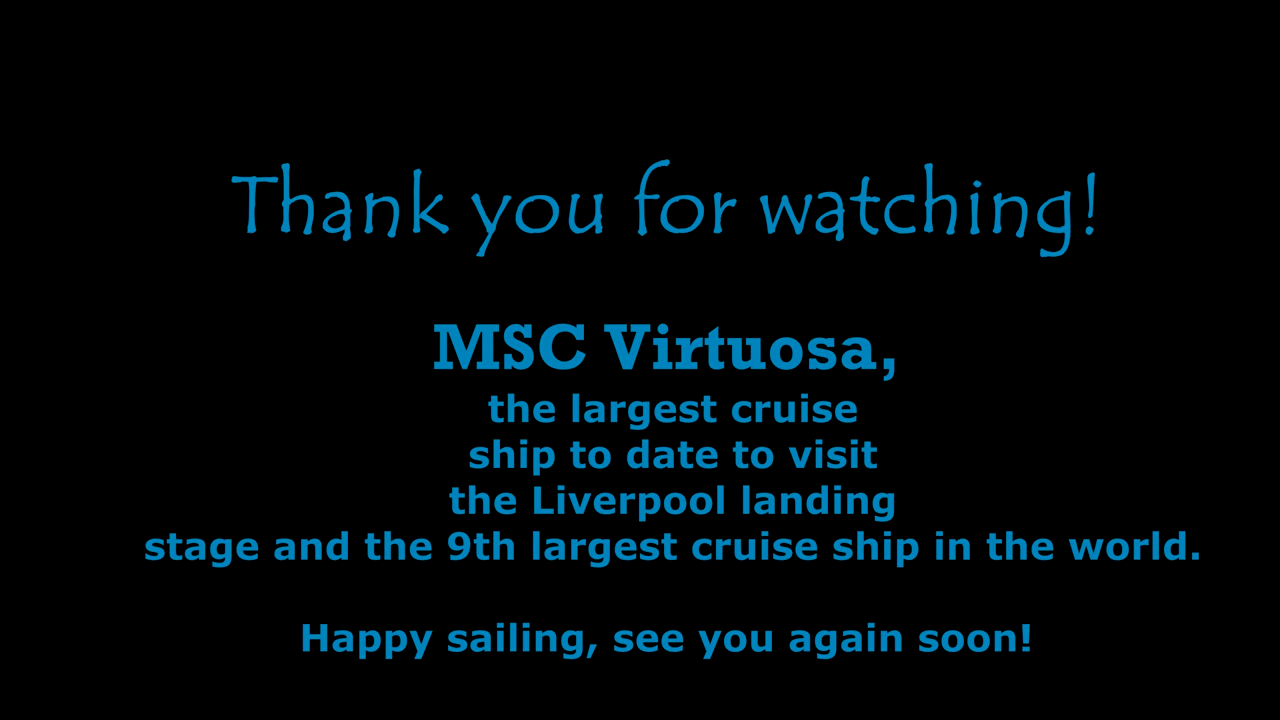 Thank you for watching!
MSC Virtuosa,
the largest cruise
ship to date to visit
the Liverpool landing
stage and the 9th largest cruise ship in the world.
Happy sailing, see you again soon!